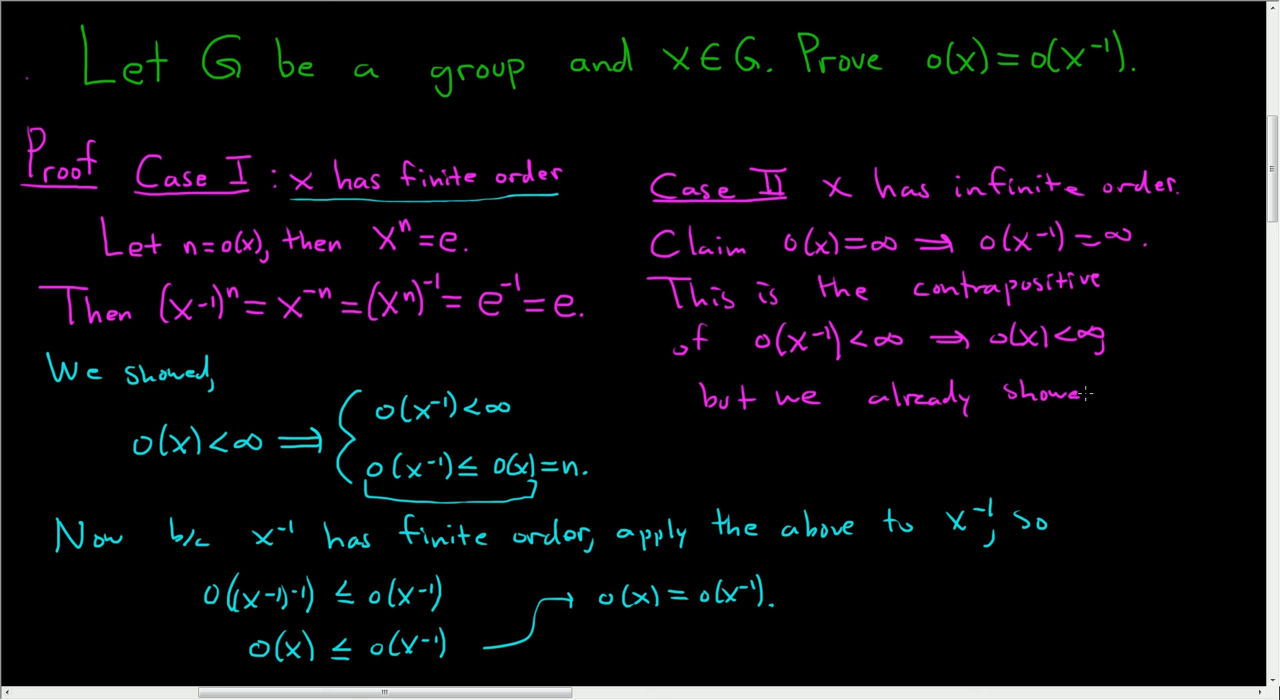 Let G be a group and x∈G. Prove o(x)=o(x⁻¹).
Proof Case I : x has finite order
Let n=o(x), then xⁿ=e.
Then (x⁻¹)ⁿ = x⁻ⁿ = (xⁿ)⁻¹ = e⁻¹ = e.
We showed,
o(x)<∞ ⟹ { o(x⁻¹)<∞
o(x⁻¹) ≤ o(x)=n.
Now b/c x⁻¹ has finite order, apply the above to x⁻¹, so
o((x⁻¹)⁻¹) ≤ o(x⁻¹)
o(x) ≤ o(x⁻¹) → o(x) = o(x⁻¹).
Case II x has infinite order.
Claim o(x)=∞ ⟹ o(x⁻¹)=∞.
This is the contrapositive
of o(x⁻¹)<∞ ⟹ o(x)<∞
but we already showe